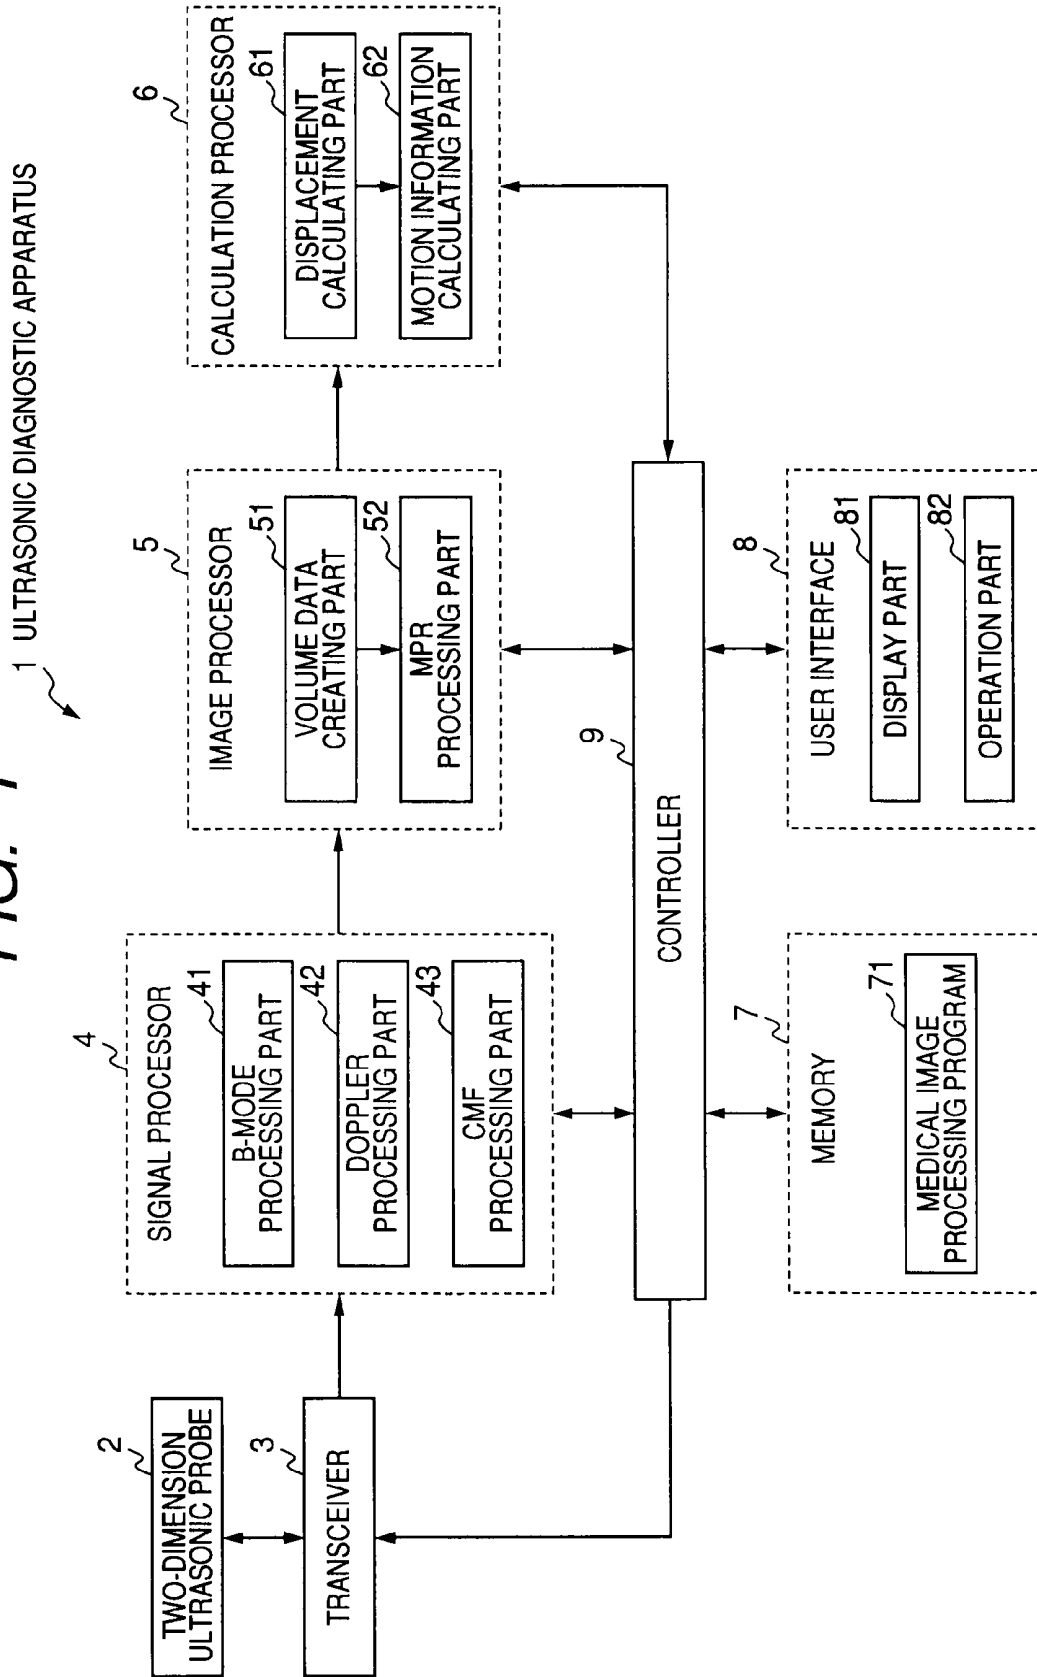 FIG. 1
1 ULTRASONIC DIAGNOSTIC APPARATUS
2
TWO-DIMENSION
ULTRASONIC PROBE
3
TRANSCEIVER
4
SIGNAL PROCESSOR
41
B-MODE
PROCESSING PART
42
DOPPLER
PROCESSING PART
43
CMF
PROCESSING PART
5
IMAGE PROCESSOR
51
VOLUME DATA
CREATING PART
52
MPR
PROCESSING PART
6
CALCULATION PROCESSOR
61
DISPLACEMENT
CALCULATING PART
62
MOTION INFORMATION
CALCULATING PART
9
CONTROLLER
7
MEMORY
71
MEDICAL IMAGE
PROCESSING PROGRAM
8
USER INTERFACE
81
DISPLAY PART
82
OPERATION PART